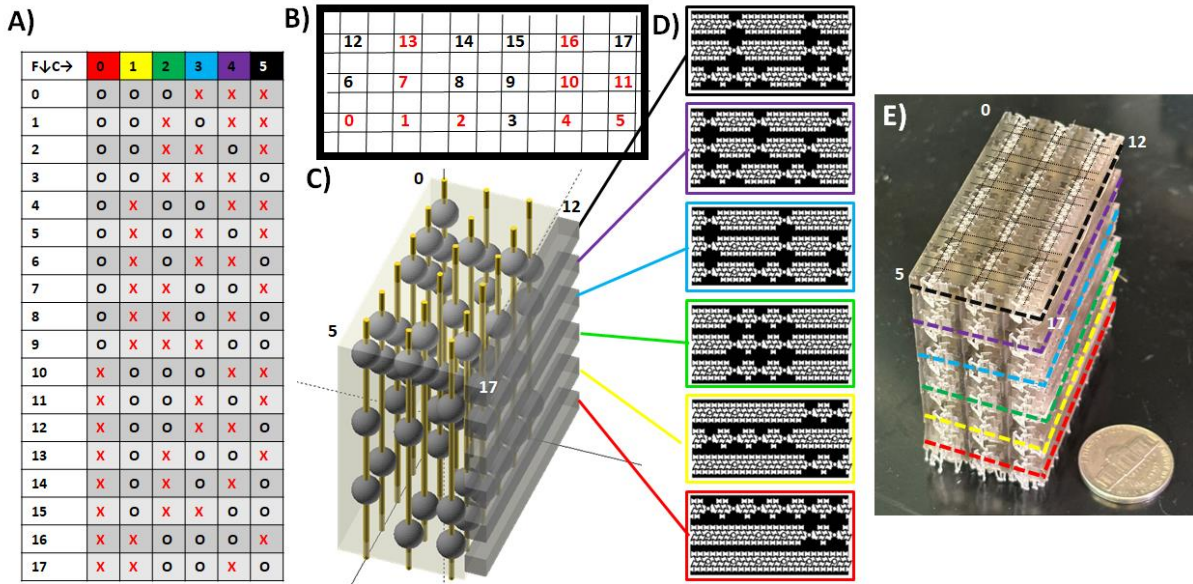 A)
F↓C→ 0 1 2 3 4 5
0 O O O X X X
1 O O X O X X
2 O O X X O X
3 O O X X X O
4 O X O O X X
5 O X O X O X
6 O X O X X O
7 O X X O O X
8 O X X O X O
9 O X X X O O
10 X O O O X X
11 X O O X O X
12 X O O X X O
13 X O X O O X
14 X O X O X O
15 X O X X O O
16 X X O O O X
17 X X O O X O
B)
12 13 14 15 16 17
6 7 8 9 10 11
0 1 2 3 4 5
C)
0
12
5
17
D)
E)
0
12
5
17